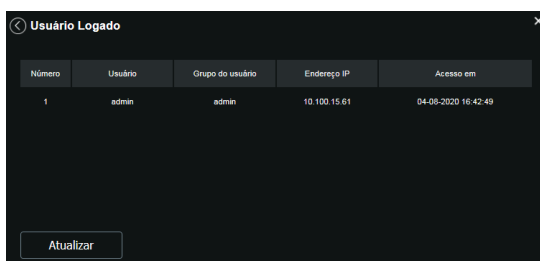 Usuário Logado
Número Usuário Grupo do usuário Endereço IP Acesso em
1 admin admin 10.100.15.61 04-08-2020 16:42:49
Atualizar